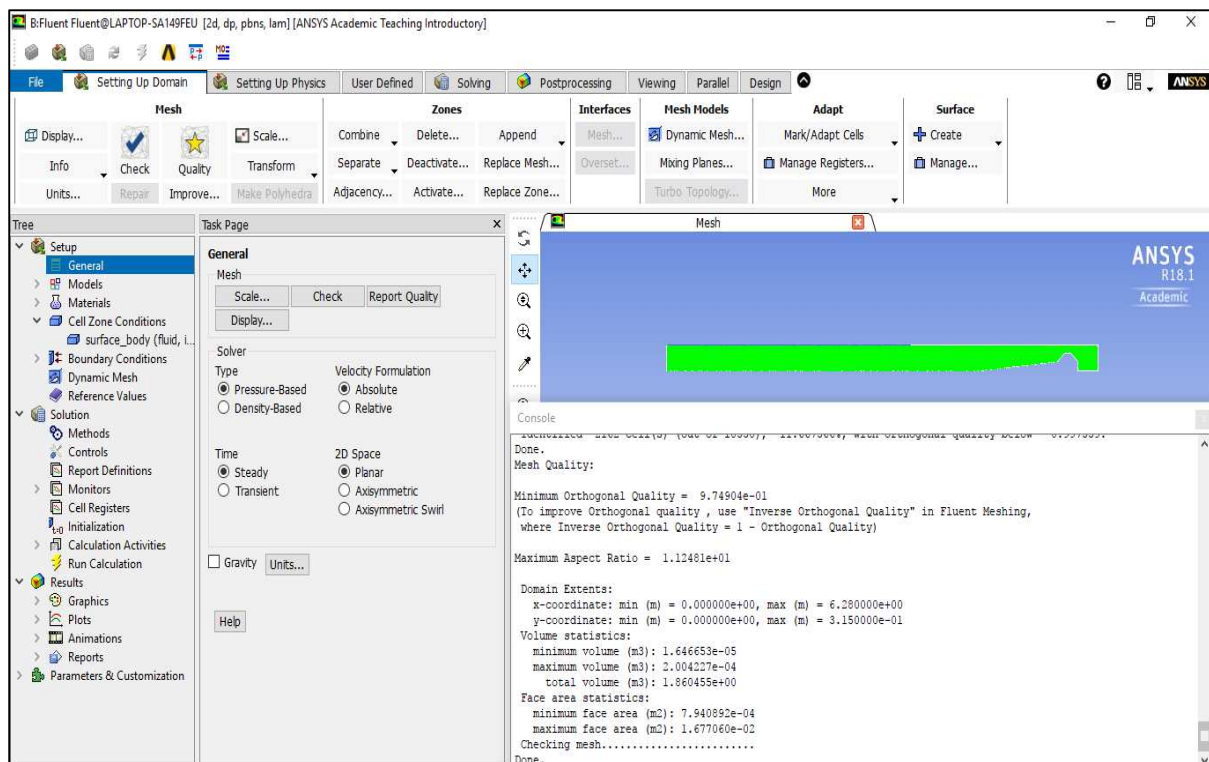 B:Fluent Fluent@LAPTOP-SA149FEU [2d, dp, pbns, lam] [ANSYS Academic Teaching Introductory]
File Setting Up Domain Setting Up Physics User Defined Solving Postprocessing Viewing Parallel Design ANSYS
Mesh Zones Interfaces Mesh Models Adapt Surface
Display... Scale... Combine Delete... Append Mesh... Dynamic Mesh... Mark/Adapt Cells Create
Info Check Quality Transform Separate Deactivate... Replace Mesh... Overset... Mixing Planes... Manage Registers... Manage...
Units... Repair Improve... Make Polyhedra Adjacency... Activate... Replace Zone... Turbo Topology... More
Tree
Setup
General
Models
Materials
Cell Zone Conditions
surface_body (fluid, i...
Boundary Conditions
Dynamic Mesh
Reference Values
Solution
Methods
Controls
Report Definitions
Monitors
Cell Registers
Initialization
Calculation Activities
Run Calculation
Results
Graphics
Plots
Animations
Reports
Parameters & Customization
Task Page
General
Mesh
Scale... Check Report Quality
Display...
Solver
Type Velocity Formulation
Pressure-Based Absolute
Density-Based Relative
Time 2D Space
Steady Planar
Transient Axisymmetric
Axisymmetric Swirl
Gravity Units...
Help
Mesh
ANSYS
R18.1
Academic
Console
Done.
Mesh Quality:
Minimum Orthogonal Quality = 9.74904e-01
(To improve Orthogonal quality , use "Inverse Orthogonal Quality" in Fluent Meshing,
where Inverse Orthogonal Quality = 1 - Orthogonal Quality)
Maximum Aspect Ratio = 1.12481e+01
Domain Extents:
x-coordinate: min (m) = 0.000000e+00, max (m) = 6.280000e+00
y-coordinate: min (m) = 0.000000e+00, max (m) = 3.150000e-01
Volume statistics:
minimum volume (m3): 1.646653e-05
maximum volume (m3): 2.004227e-04
total volume (m3): 1.860455e+00
Face area statistics:
minimum face area (m2): 7.940892e-04
maximum face area (m2): 1.677060e-02
Checking mesh.........................
Done.